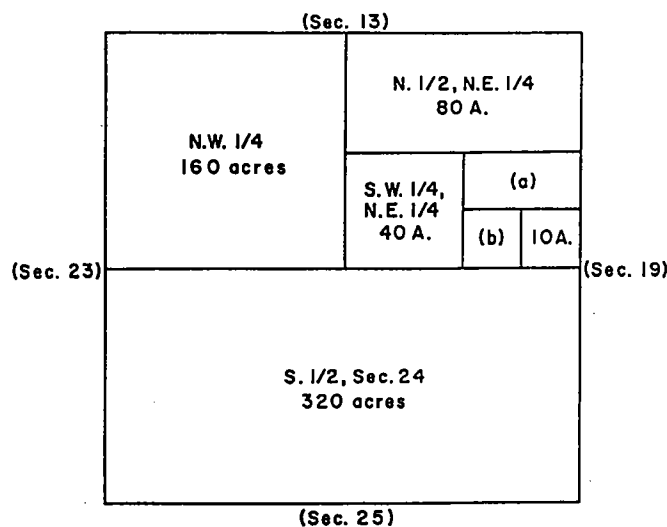 (Sec. 13)
N. 1/2, N.E. 1/4
80 A.
N.W. 1/4
160 acres
S.W. 1/4,
N.E. 1/4
40 A.
(a)
(b)
10A.
(Sec. 23)
(Sec. 19)
S. 1/2, Sec. 24
320 acres
(Sec. 25)